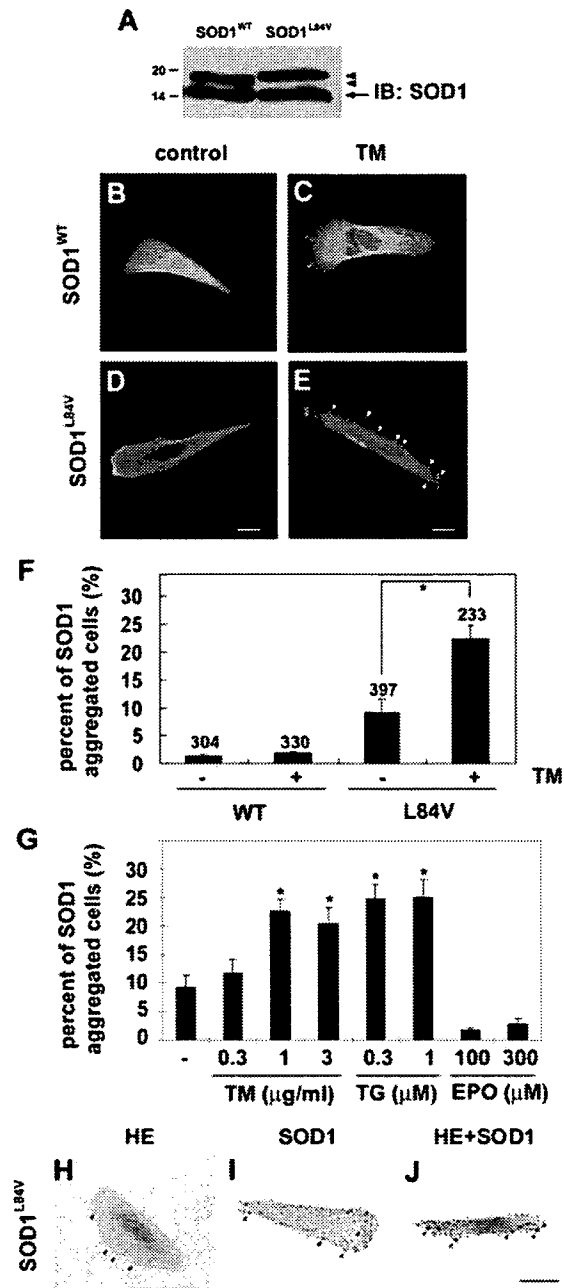 A
SOD1WT SOD1L84V
20
14
IB: SOD1
control TM
B C
SOD1WT
D E
SOD1L84V
F
percent of SOD1 aggregated cells (%)
30
25
20
15
10
5
0
304 330 397 233
*
- + - + TM
WT L84V
G
percent of SOD1 aggregated cells (%)
30
25
20
15
10
5
0
* * * *
- 0.3 1 3 0.3 1 100 300
TM (μg/ml) TG (μM) EPO (μM)
HE SOD1 HE+SOD1
H I J
SOD1L84V